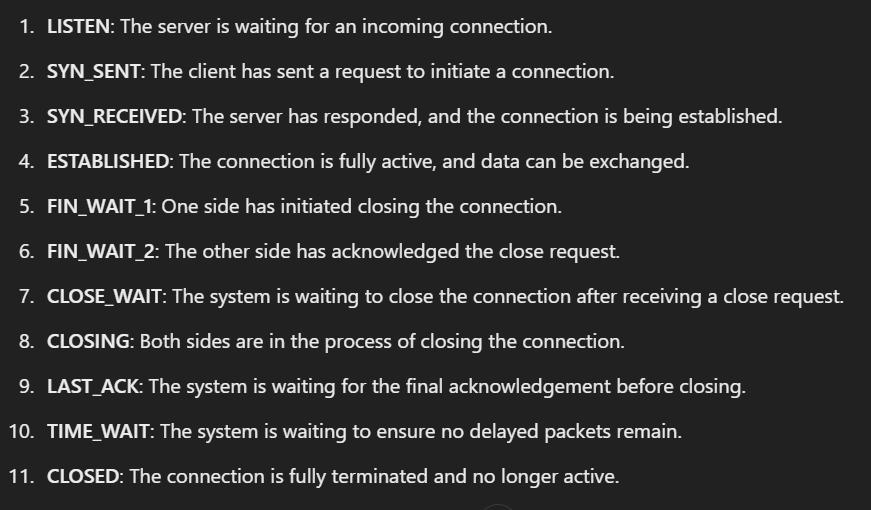 1. LISTEN: The server is waiting for an incoming connection.
2. SYN_SENT: The client has sent a request to initiate a connection.
3. SYN_RECEIVED: The server has responded, and the connection is being established.
4. ESTABLISHED: The connection is fully active, and data can be exchanged.
5. FIN_WAIT_1: One side has initiated closing the connection.
6. FIN_WAIT_2: The other side has acknowledged the close request.
7. CLOSE_WAIT: The system is waiting to close the connection after receiving a close request.
8. CLOSING: Both sides are in the process of closing the connection.
9. LAST_ACK: The system is waiting for the final acknowledgement before closing.
10. TIME_WAIT: The system is waiting to ensure no delayed packets remain.
11. CLOSED: The connection is fully terminated and no longer active.